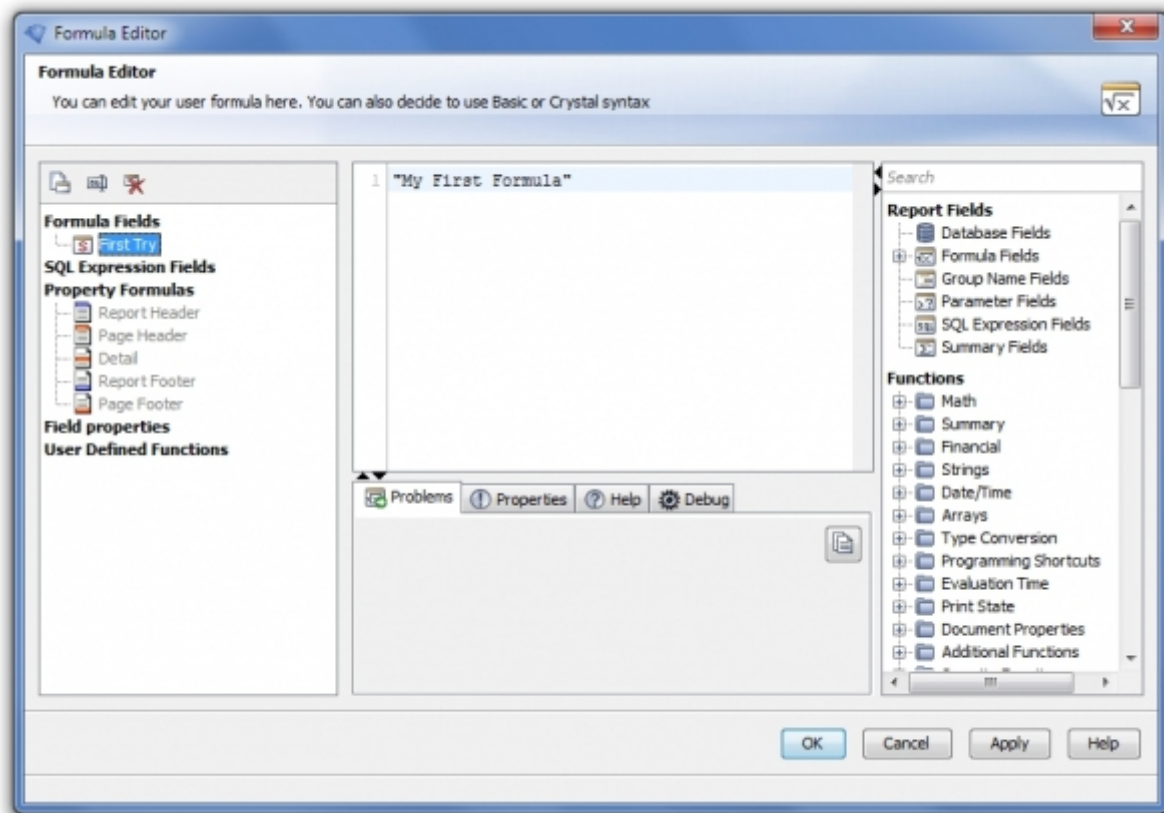 Formula Editor
Formula Editor
You can edit your user formula here. You can also decide to use Basic or Crystal syntax
Formula Fields
First Try
SQL Expression Fields
Property Formulas
Report Header
Page Header
Detail
Report Footer
Page Footer
Field properties
User Defined Functions
1 "My First Formula"
Problems Properties Help Debug
Search
Report Fields
Database Fields
Formula Fields
Group Name Fields
Parameter Fields
SQL Expression Fields
Summary Fields
Functions
Math
Summary
Financial
Strings
Date/Time
Arrays
Type Conversion
Programming Shortcuts
Evaluation Time
Print State
Document Properties
Additional Functions
OK Cancel Apply Help